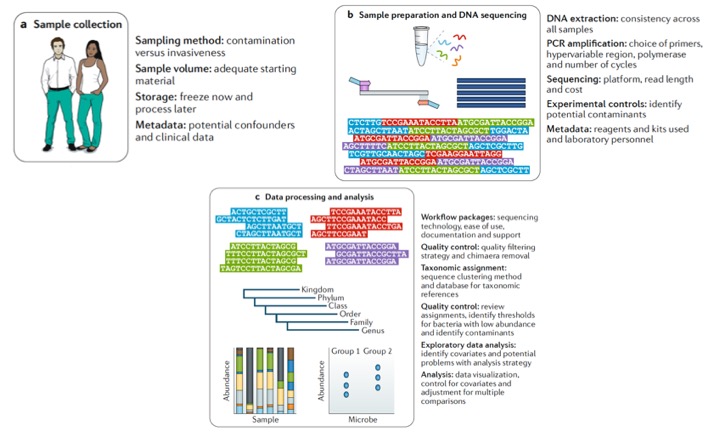 a Sample collection
Sampling method: contamination
versus invasiveness
Sample volume: adequate starting
material
Storage: freeze now and
process later
Metadata: potential confounders
and clinical data
b Sample preparation and DNA sequencing
CTCTTGTCCGAAATACCTTAATGCGATTACCGGA
ACTAGCTTAATATCCTTACTAGCGCTTGGACTA
ATGCGATTACGGGAATGCGATTACCGGA
AGCTTTTCATCCTTACTAGCGCTAGCTCGCTTG
TCGTTGCAACTAGCTCGAAGGAATTAGG
ATGCGATTACCGGAATGCGATTACCGGA
CTAGCTTAATATCCTTACTAGCGCTAGCTCGCTT
DNA extraction: consistency across
all samples
PCR amplification: choice of primers,
hypervariable region, polymerase
and number of cycles
Sequencing: platform, read length
and cost
Experimental controls: identify
potential contaminants
Metadata: reagents and kits used
and laboratory personnel
c Data processing and analysis
ACTGCTCGCTT
GCTACTCTCTTGAT
AGCTTAATGCT
CTAGCTTAATGCT
TCCGAAATACCTTA
AGCTTCCGAAATACC
TTCCGAAATACCTGA
AGCTTCCGAAT
ATCCTTACTAGCG
TTTCCTTACTAGCGCT
TTTTCCTTACTAGCG
TAGTCCTTACTAGCGA
ATGCGATTACCGGA
GCGATTACCGCTTA
ATGCGATTACCGGA
Kingdom
Phylum
Class
Order
Family
Genus
Abundance
Sample
Group 1 Group 2
Abundance
Microbe
Workflow packages: sequencing
technology, ease of use,
documentation and support
Quality control: quality filtering
strategy and chimaera removal
Taxonomic assignment:
sequence clustering method
and database for taxonomic
references
Quality control: review
assignments, identify thresholds
for bacteria with low abundance
and identify contaminants
Exploratory data analysis:
identify covariates and potential
problems with analysis strategy
Analysis: data visualization,
control for covariates and
adjustment for multiple
comparisons